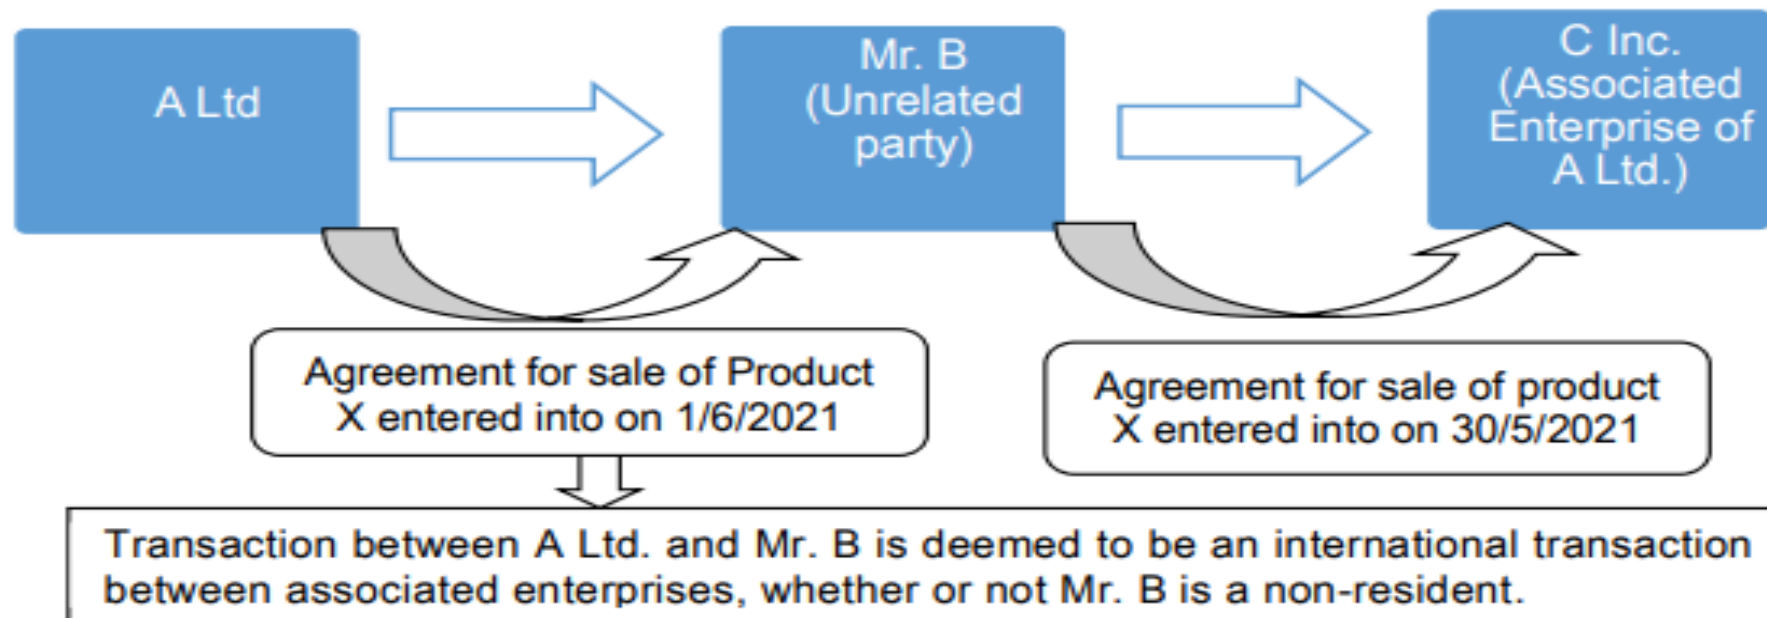 A Ltd
Mr. B
(Unrelated
party)
C Inc.
(Associated
Enterprise of
A Ltd.)
Agreement for sale of Product
X entered into on 1/6/2021
Agreement for sale of product
X entered into on 30/5/2021
Transaction between A Ltd. and Mr. B is deemed to be an international transaction
between associated enterprises, whether or not Mr. B is a non-resident.